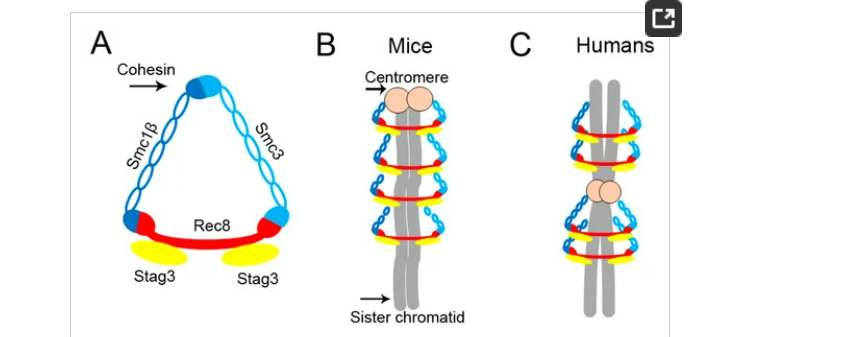 A
B
Mice
C
Humans
Cohesin
Centromere
Smc1β
Smc3
Rec8
Stag3
Stag3
Sister chromatid